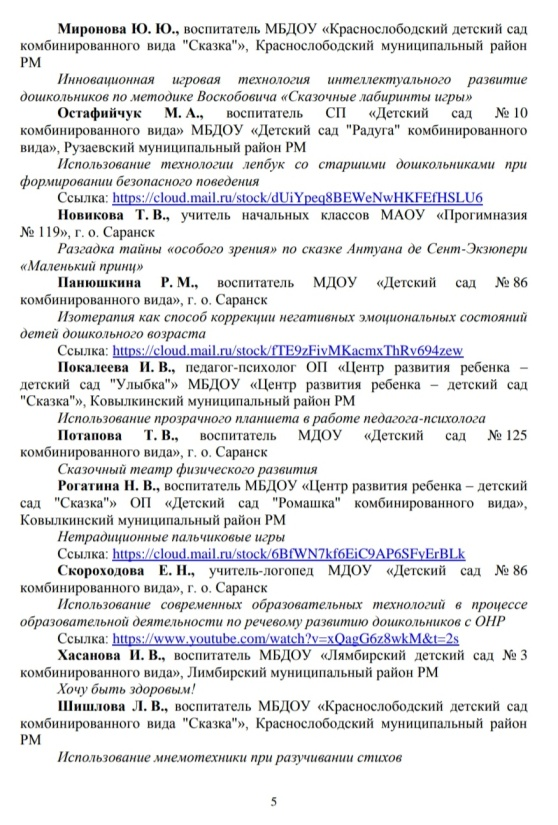 Миронова Ю. Ю., воспитатель МБДОУ «Краснослободский детский сад
комбинированного вида "Сказка"», Краснослободский муниципальный район
РМ
Инновационная игровая технология интеллектуального развитие
дошкольников по методике Воскобовича «Сказочные лабиринты игры»
Остафийчук М. А., воспитатель СП «Детский сад № 10
комбинированного вида» МБДОУ «Детский сад "Радуга" комбинированного
вида», Рузаевский муниципальный район РМ
Использование технологии лепбук со старшими дошкольниками при
формировании безопасного поведения
Ссылка: https://cloud.mail.ru/stock/dUiYpeq8BEWeNwHKFEfHSLU6
Новикова Т. В., учитель начальных классов МАОУ «Прогимназия
№ 119», г. о. Саранск
Разгадка тайны «особого зрения» по сказке Антуана де Сент-Экзюпери
«Маленький принц»
Панюшкина Р. М., воспитатель МДОУ «Детский сад № 86
комбинированного вида», г. о. Саранск
Изотерапия как способ коррекции негативных эмоциональных состояний
детей дошкольного возраста
Ссылка: https://cloud.mail.ru/stock/fTE9zFivMKacmxThRv694zew
Покалеева И. В., педагог-психолог ОП «Центр развития ребенка –
детский сад "Улыбка"» МБДОУ «Центр развития ребенка – детский сад
"Сказка"», Ковылкинский муниципальный район РМ
Использование прозрачного планшета в работе педагога-психолога
Потапова Т. В., воспитатель МДОУ «Детский сад № 125
комбинированного вида», г. о. Саранск
Сказочный театр физического развития
Рогатина Н. В., воспитатель МБДОУ «Центр развития ребенка – детский
сад "Сказка"» ОП «Детский сад "Ромашка" комбинированного вида»,
Ковылкинский муниципальный район РМ
Нетрадиционные пальчиковые игры
Ссылка: https://cloud.mail.ru/stock/6BfWN7kf6EiC9AP6SFyErBLk
Скороходова Е. Н., учитель-логопед МДОУ «Детский сад № 86
комбинированного вида», г. о. Саранск
Использование современных образовательных технологий в процессе
образовательной деятельности по речевому развитию дошкольников с ОНР
Ссылка: https://www.youtube.com/watch?v=xQagG6z8wkM&t=2s
Хасанова И. В., воспитатель МБДОУ «Лямбирский детский сад № 3
комбинированного вида», Лимбирский муниципальный район РМ
Хочу быть здоровым!
Шишлова Л. В., воспитатель МБДОУ «Краснослободский детский сад
комбинированного вида "Сказка"», Краснослободский муниципальный район
РМ
Использование мнемотехники при разучивании стихов
5